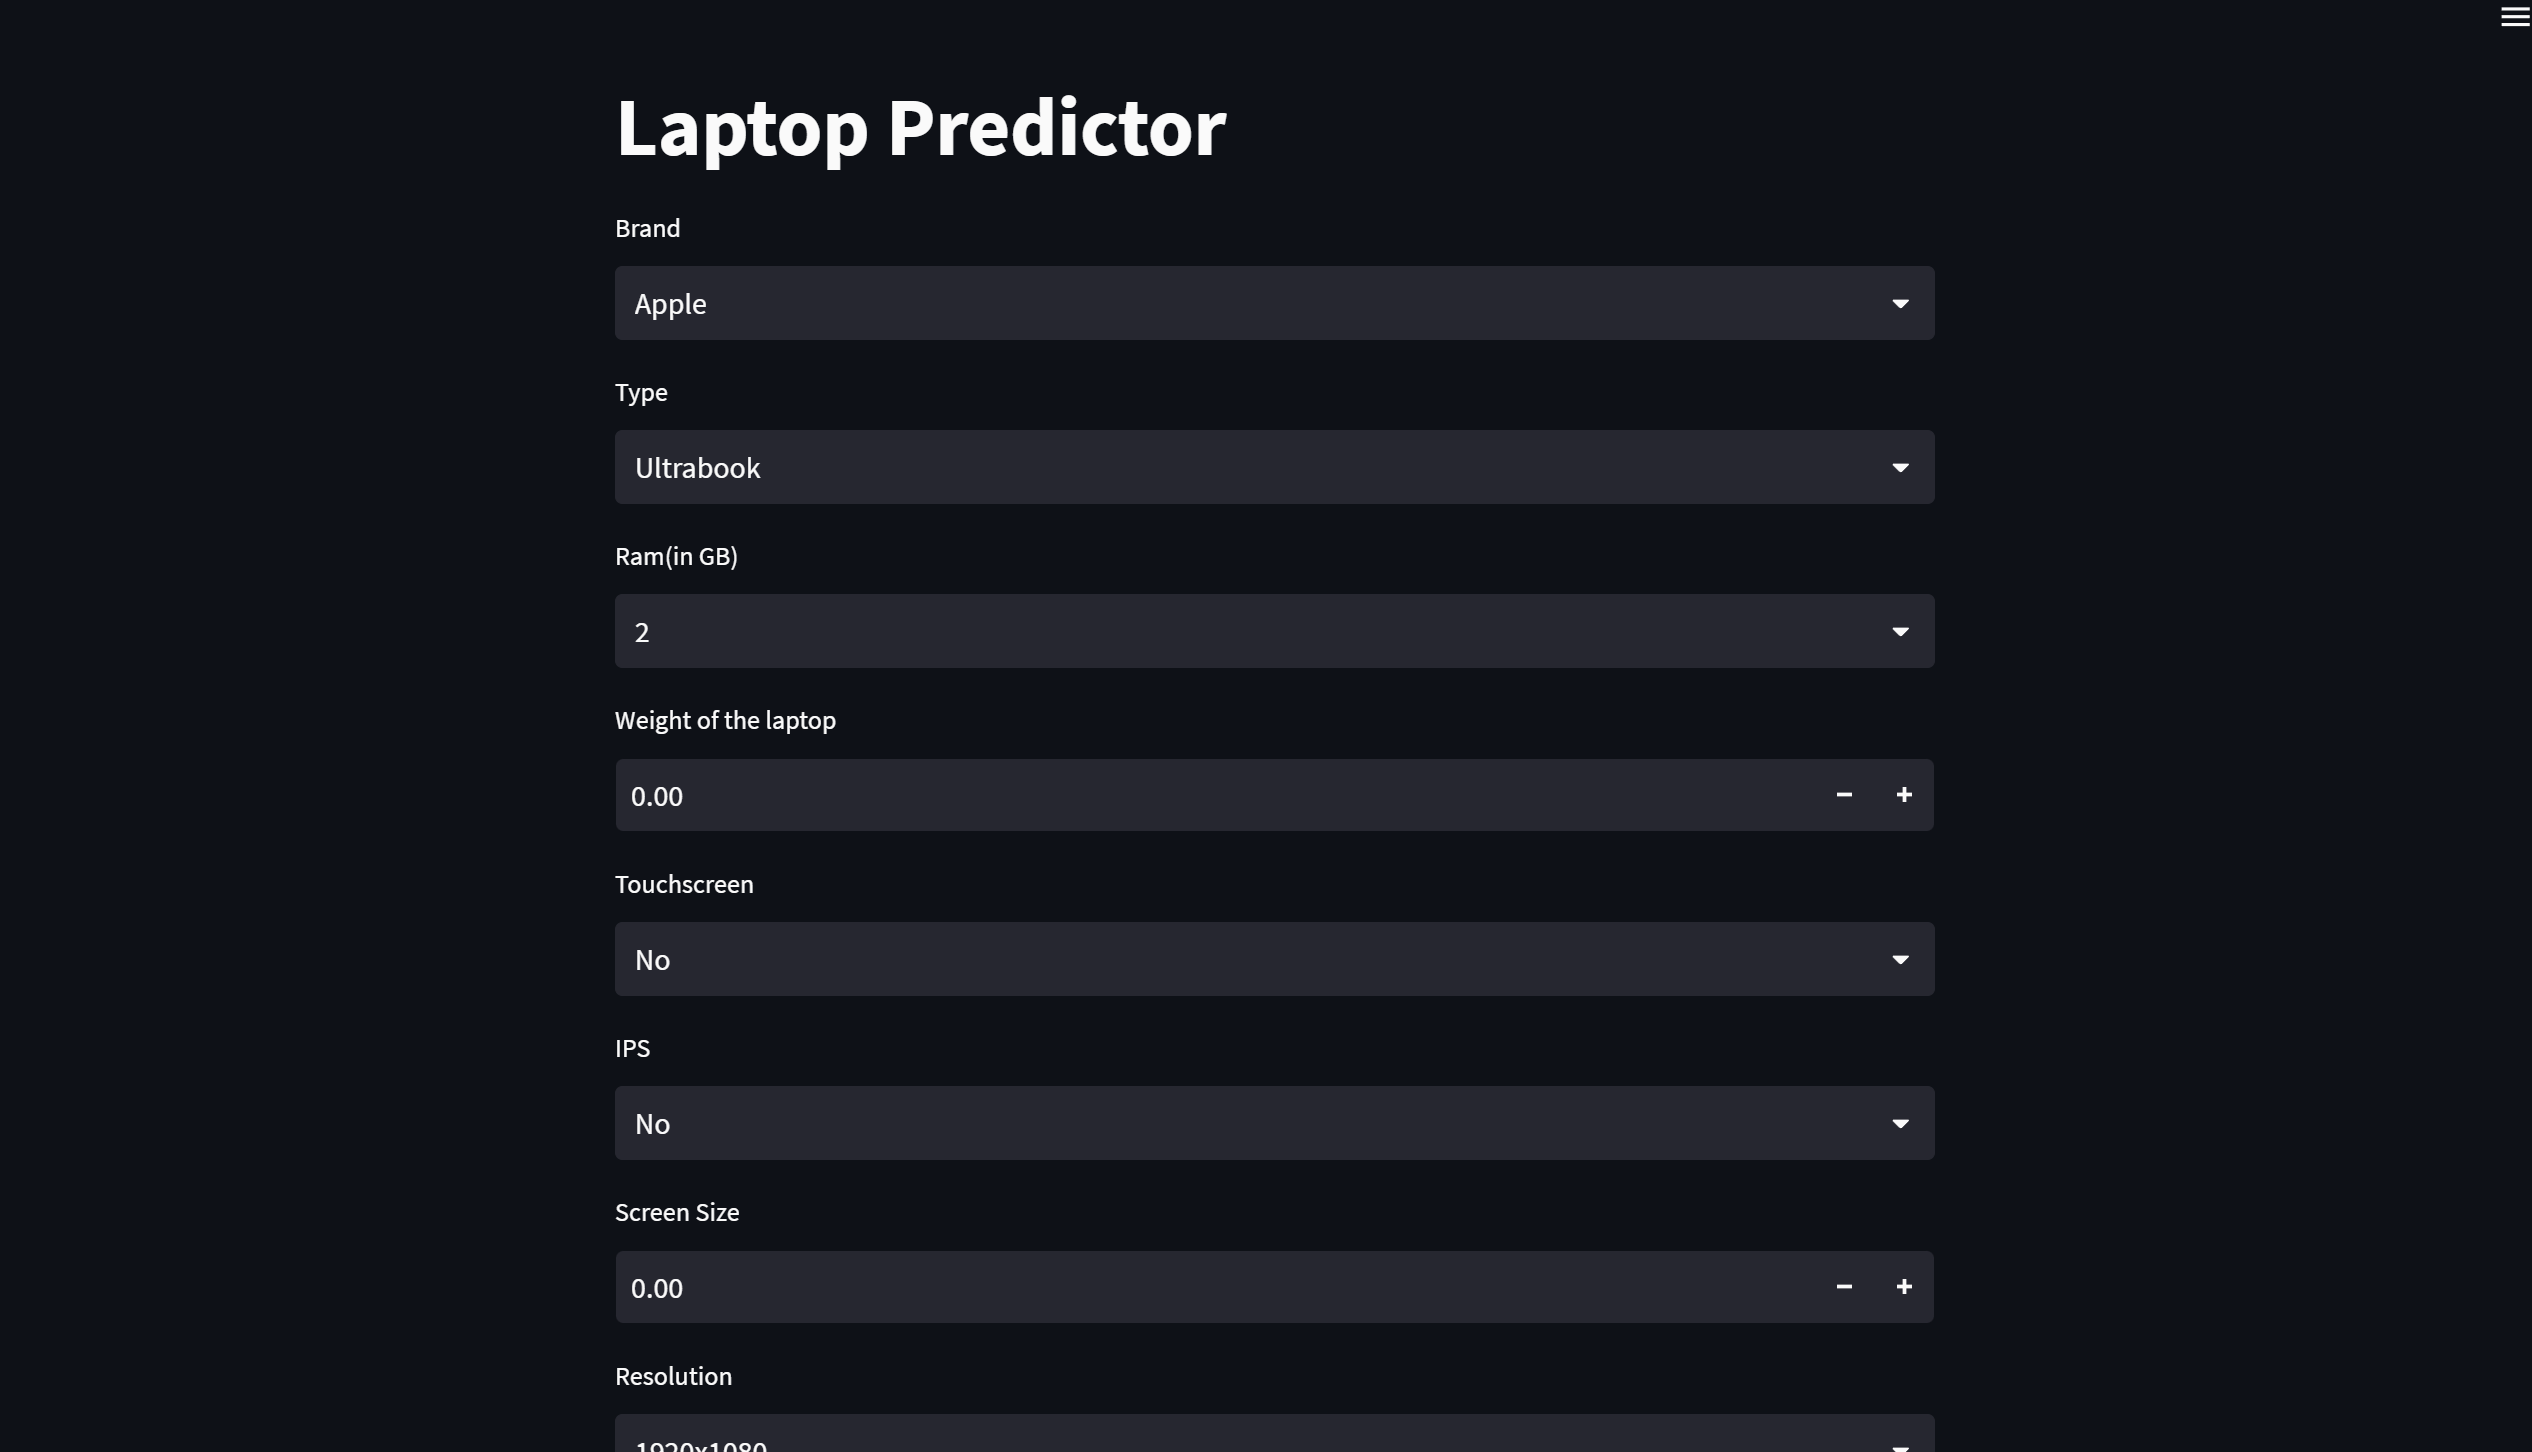 Laptop Predictor
Brand
Apple
Type
Ultrabook
Ram(in GB)
2
Weight of the laptop
0.00
Touchscreen
No
IPS
No
Screen Size
0.00
Resolution
1920x1080